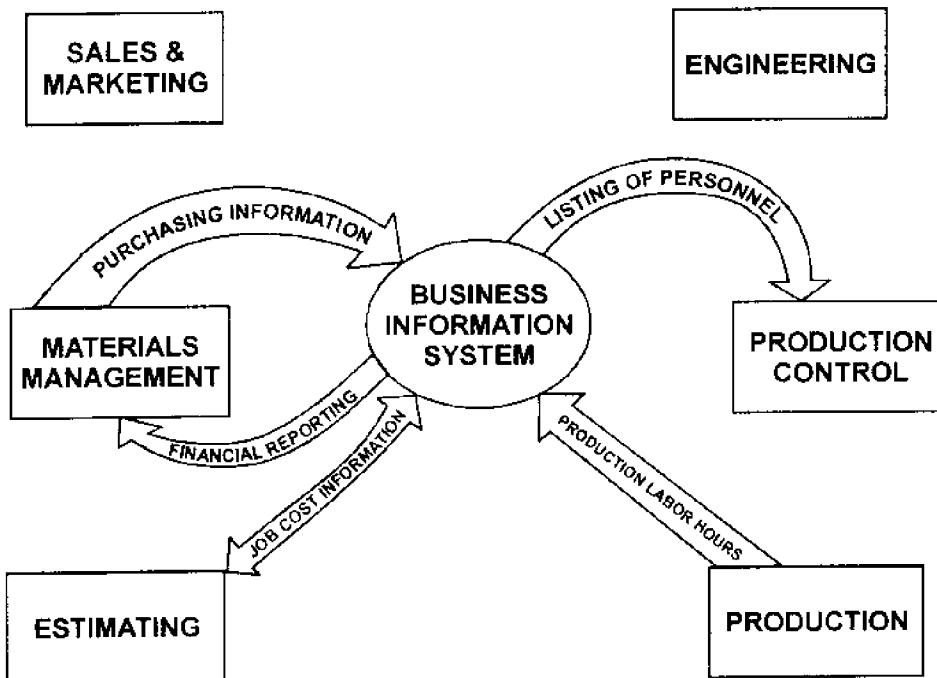 SALES &
MARKETING
ENGINEERING
PURCHASING INFORMATION
LISTING OF PERSONNEL
BUSINESS
INFORMATION
SYSTEM
MATERIALS
MANAGEMENT
PRODUCTION
CONTROL
FINANCIAL REPORTING
JOB COST INFORMATION
PRODUCTION LABOR HOURS
ESTIMATING
PRODUCTION